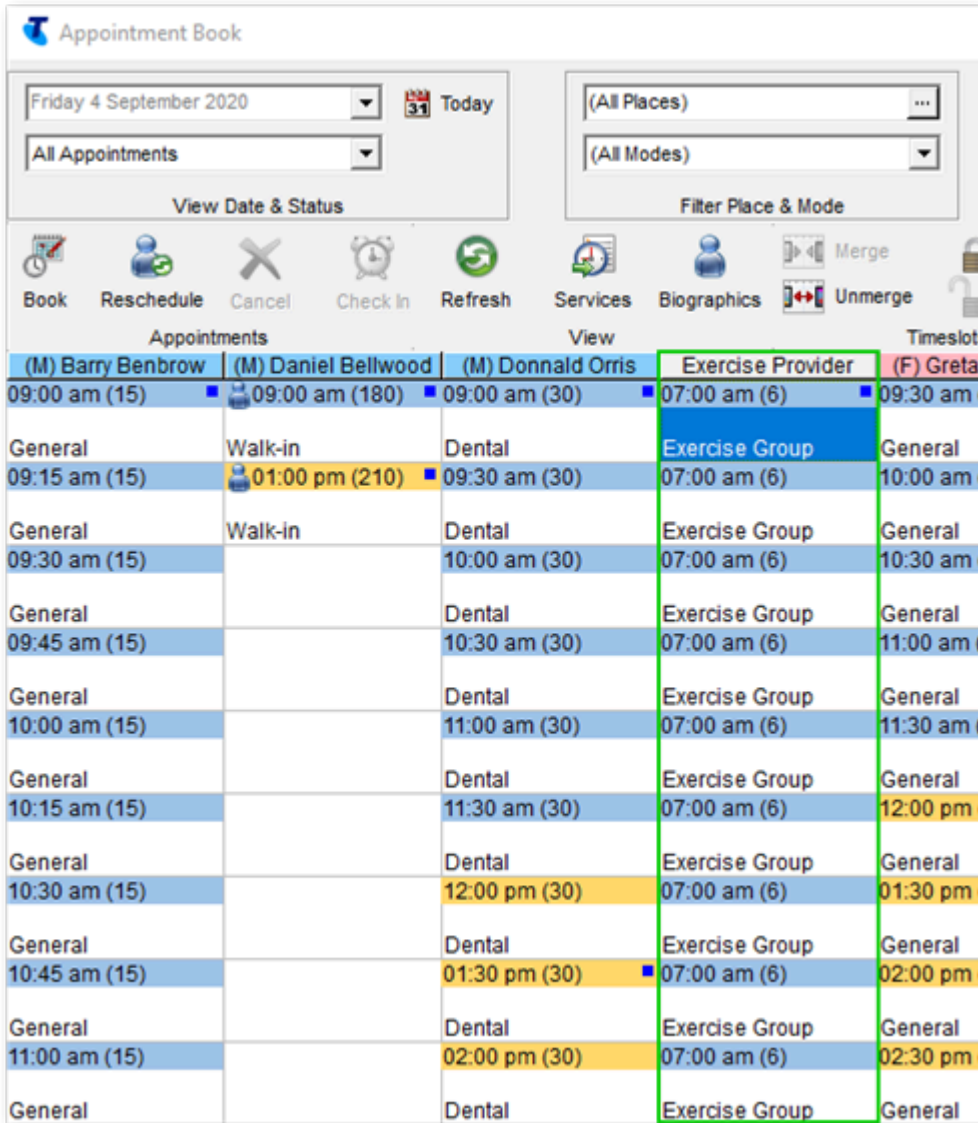 Appointment Book
Friday 4 September 2020 31 Today (All Places) ...
All Appointments (All Modes)
View Date & Status Filter Place & Mode
Merge
Book Reschedule Cancel Check In Refresh Services Biographics Unmerge
Appointments View Timeslot
(M) Barry Benbrow (M) Daniel Bellwood (M) Donnald Orris Exercise Provider (F) Greta
09:00 am (15) 09:00 am (180) 09:00 am (30) 07:00 am (6) 09:30 am
General Walk-in Dental Exercise Group General
09:15 am (15) 01:00 pm (210) 09:30 am (30) 07:00 am (6) 10:00 am
General Walk-in Dental Exercise Group General
09:30 am (15) 10:00 am (30) 07:00 am (6) 10:30 am
General Dental Exercise Group General
09:45 am (15) 10:30 am (30) 07:00 am (6) 11:00 am
General Dental Exercise Group General
10:00 am (15) 11:00 am (30) 07:00 am (6) 11:30 am
General Dental Exercise Group General
10:15 am (15) 11:30 am (30) 07:00 am (6) 12:00 pm
General Dental Exercise Group General
10:30 am (15) 12:00 pm (30) 07:00 am (6) 01:30 pm
General Dental Exercise Group General
10:45 am (15) 01:30 pm (30) 07:00 am (6) 02:00 pm
General Dental Exercise Group General
11:00 am (15) 02:00 pm (30) 07:00 am (6) 02:30 pm
General Dental Exercise Group General